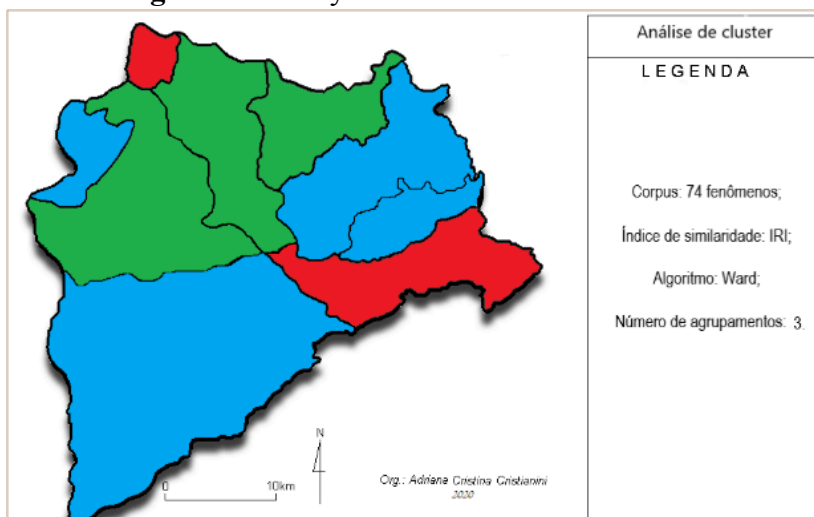 Análise de cluster
LEGENDA
Corpus: 74 fenômenos;
Índice de similaridade: IRI;
Algoritmo: Ward;
Número de agrupamentos: 3.
N
0 10km
Org.: Adriana Cristina Cristianini
2020